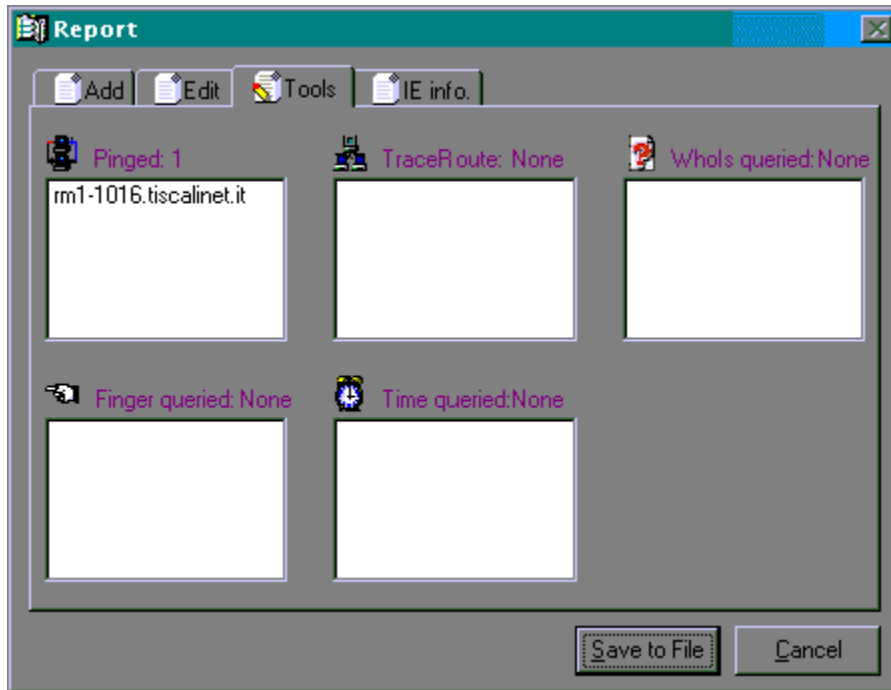 Report
Add Edit Tools IE info.
Pinged: 1 TraceRoute: None WhoIs queried:None
rm1-1016.tiscalinet.it
Finger queried: None Time queried:None
Save to File Cancel